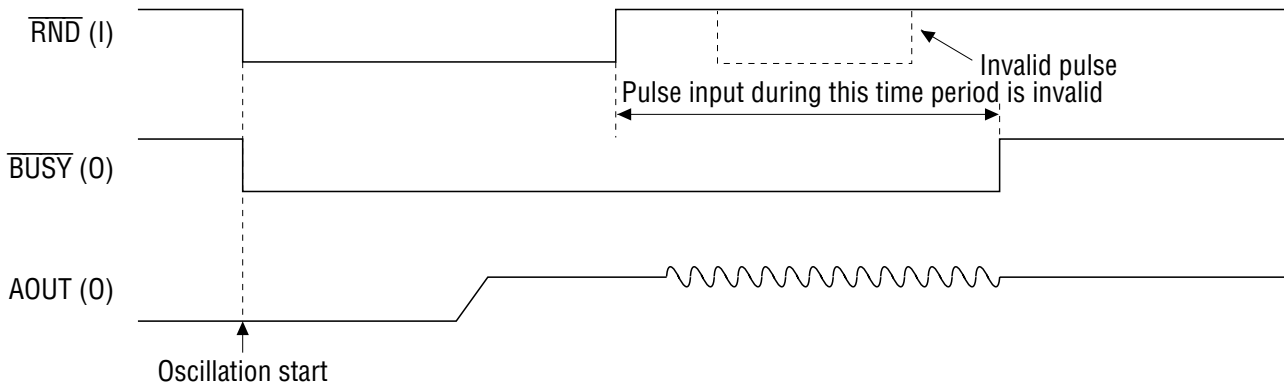 RND (I)
Invalid pulse
Pulse input during this time period is invalid
BUSY (O)
AOUT (O)
Oscillation start